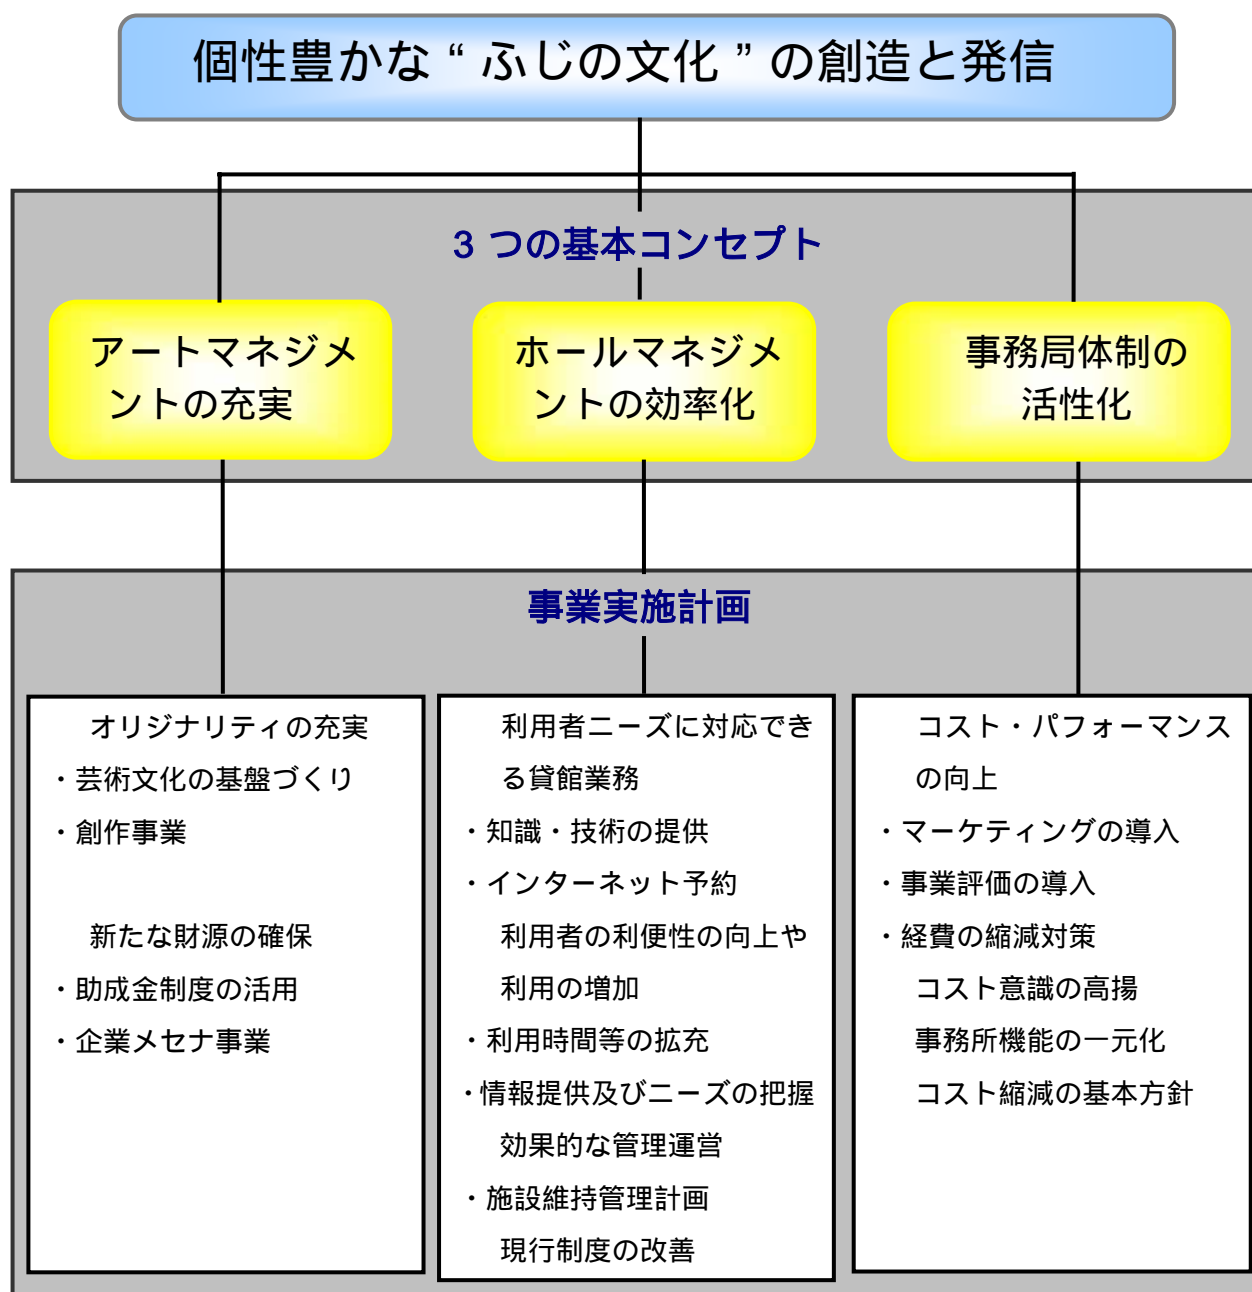 個性豊かな“ふじの文化”の創造と発信
3 つの基本コンセプト
アートマネジメ
ントの充実
ホールマネジメ
ントの効率化
事務局体制の
活性化
事業実施計画
オリジナリティの充実
・芸術文化の基盤づくり
・創作事業
新たな財源の確保
・助成金制度の活用
・企業メセナ事業
利用者ニーズに対応でき
る貸館業務
・知識・技術の提供
・インターネット予約
利用者の利便性の向上や
利用の増加
・利用時間等の拡充
・情報提供及びニーズの把握
効果的な管理運営
・施設維持管理計画
現行制度の改善
コスト・パフォーマンス
の向上
・マーケティングの導入
・事業評価の導入
・経費の縮減対策
コスト意識の高揚
事務所機能の一元化
コスト縮減の基本方針